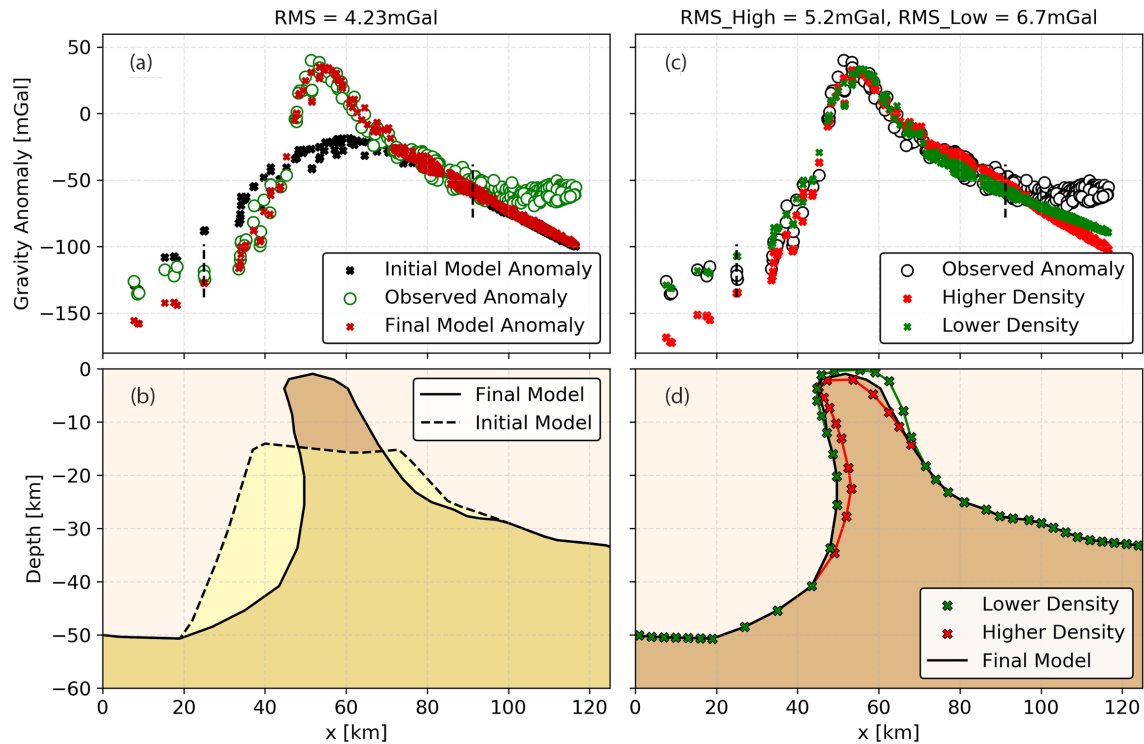 RMS = 4.23mGal
RMS_High = 5.2mGal, RMS_Low = 6.7mGal
Gravity Anomaly [mGal]
50
0
−50
−100
−150
(a)
Initial Model Anomaly
Observed Anomaly
Final Model Anomaly
(c)
Observed Anomaly
Higher Density
Lower Density
Depth [km]
0
−10
−20
−30
−40
−50
−60
(b)
Final Model
Initial Model
(d)
Lower Density
Higher Density
Final Model
0 20 40 60 80 100 120
x [km]
0 20 40 60 80 100 120
x [km]